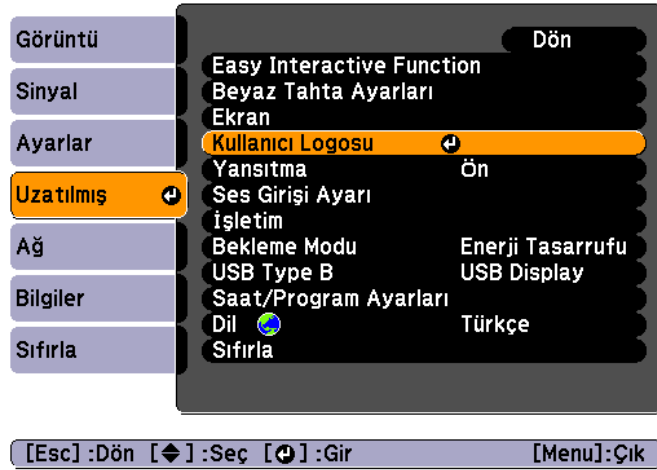 Görüntü
Sinyal
Ayarlar
Uzatılmış
Ağ
Bilgiler
Sıfırla
Dön
Easy Interactive Function
Beyaz Tahta Ayarları
Ekran
Kullanıcı Logosu
Yansıtma Ön
Ses Girişi Ayarı
İşletim
Bekleme Modu Enerji Tasarrufu
USB Type B USB Display
Saat/Program Ayarları
Dil Türkçe
Sıfırla
[Esc] :Dön [◆] :Seç [↵] :Gir [Menu]:Çık